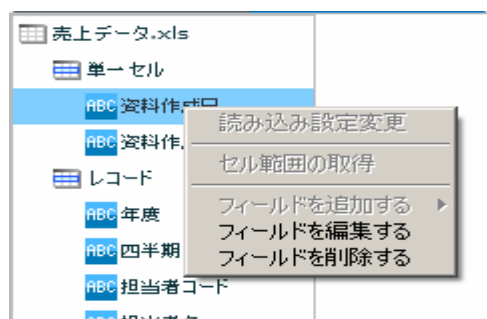 売上データ.xls
単一セル
ABC 資料作成日
ABC 資料作
レコード
ABC 年度
ABC 四半期
ABC 担当者コード
ABC
読み込み設定変更
セル範囲の取得
フィールドを追加する
フィールドを編集する
フィールドを削除する